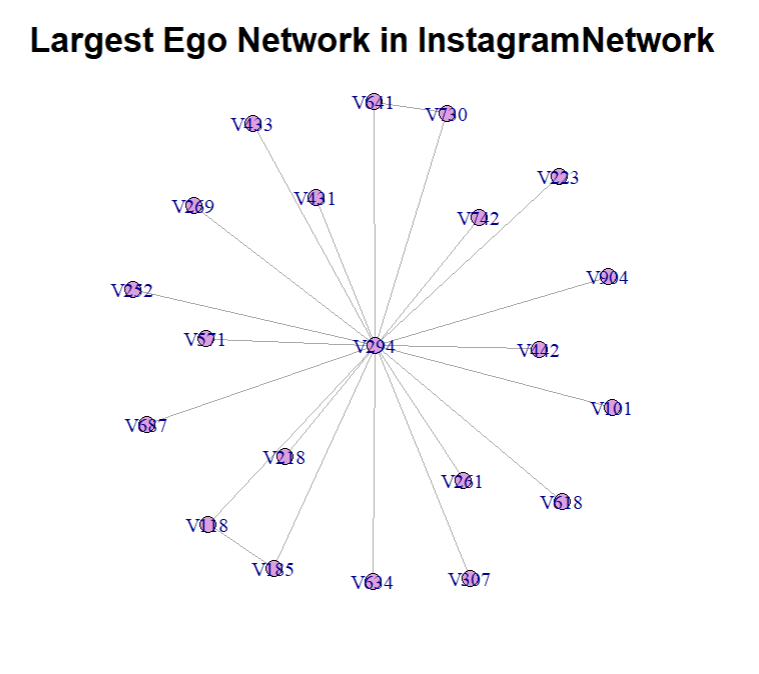 Largest Ego Network in InstagramNetwork
V641
V730
V433
V223
V431
V269
V742
V904
V252
V571
V294
V442
V101
V687
V218
V261
V618
V118
V185
V634
V307